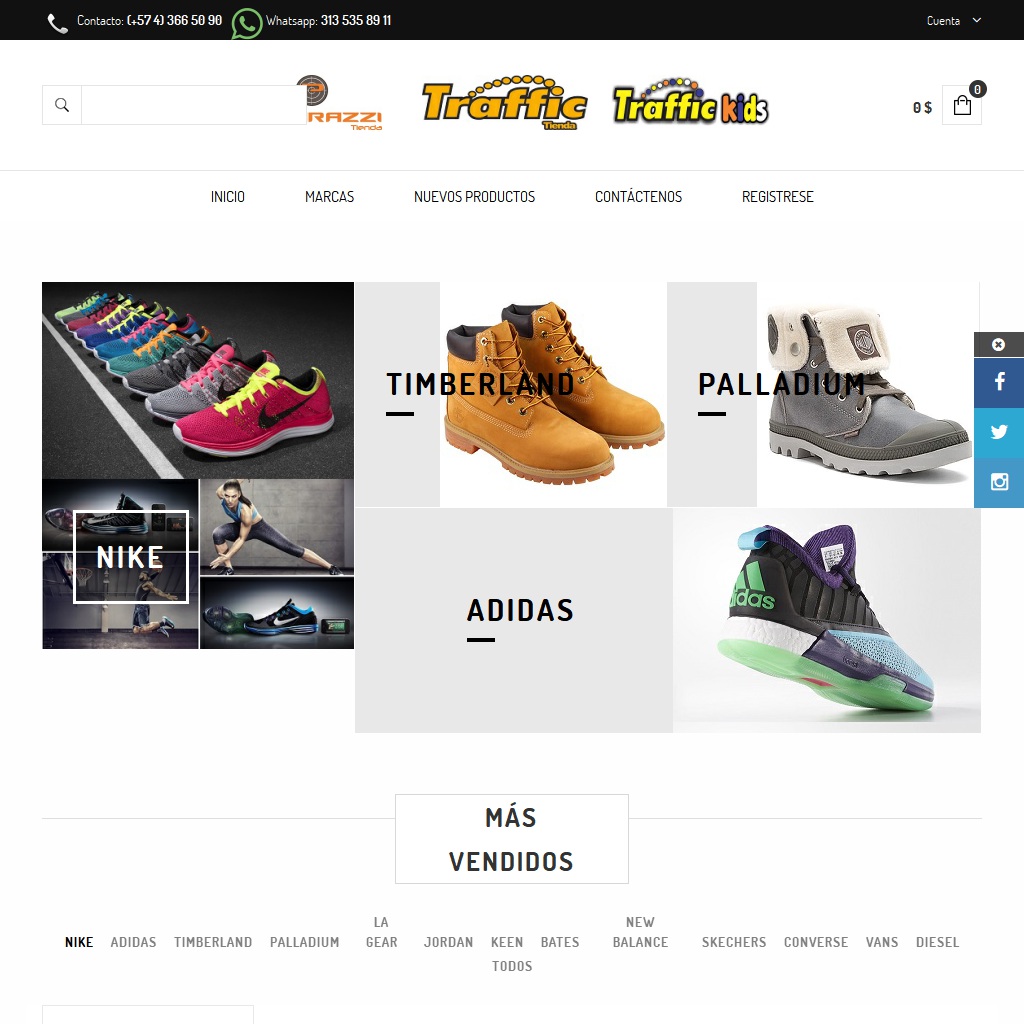 Contacto: (+57 4) 366 50 90 Whatsapp: 313 535 89 11 Cuenta
RAZZI
Tienda
Traffic
Tienda
Traffic kids
0 $
0
INICIO MARCAS NUEVOS PRODUCTOS CONTÁCTENOS REGISTRESE
TIMBERLAND
PALLADIUM
NIKE
ADIDAS
adidas
MÁS
VENDIDOS
NIKE ADIDAS TIMBERLAND PALLADIUM LA GEAR JORDAN KEEN BATES NEW BALANCE SKECHERS CONVERSE VANS DIESEL
TODOS